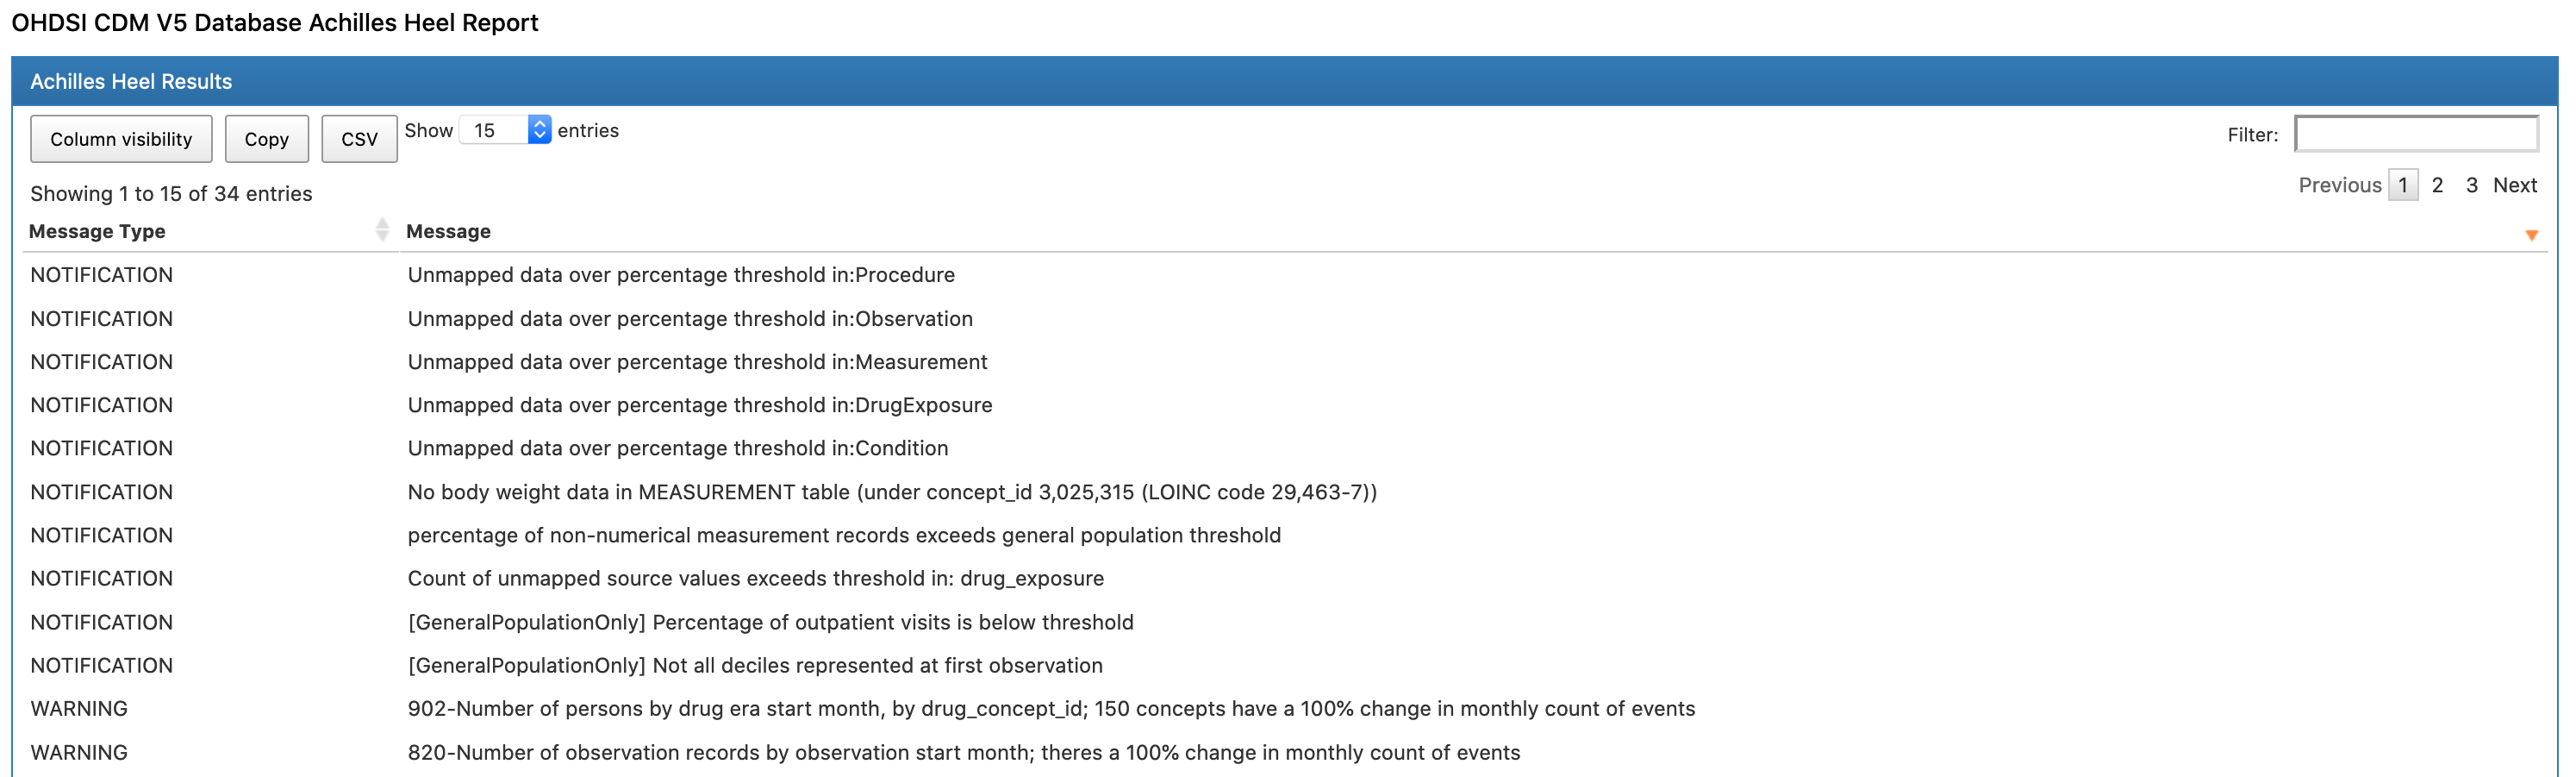 OHDSI CDM V5 Database Achilles Heel Report
Achilles Heel Results
Column visibility Copy CSV Show 15 entries Filter:
Showing 1 to 15 of 34 entries Previous 1 2 3 Next
Message Type Message
NOTIFICATION Unmapped data over percentage threshold in:Procedure
NOTIFICATION Unmapped data over percentage threshold in:Observation
NOTIFICATION Unmapped data over percentage threshold in:Measurement
NOTIFICATION Unmapped data over percentage threshold in:DrugExposure
NOTIFICATION Unmapped data over percentage threshold in:Condition
NOTIFICATION No body weight data in MEASUREMENT table (under concept_id 3,025,315 (LOINC code 29,463-7))
NOTIFICATION percentage of non-numerical measurement records exceeds general population threshold
NOTIFICATION Count of unmapped source values exceeds threshold in: drug_exposure
NOTIFICATION [GeneralPopulationOnly] Percentage of outpatient visits is below threshold
NOTIFICATION [GeneralPopulationOnly] Not all deciles represented at first observation
WARNING 902-Number of persons by drug era start month, by drug_concept_id; 150 concepts have a 100% change in monthly count of events
WARNING 820-Number of observation records by observation start month; theres a 100% change in monthly count of events